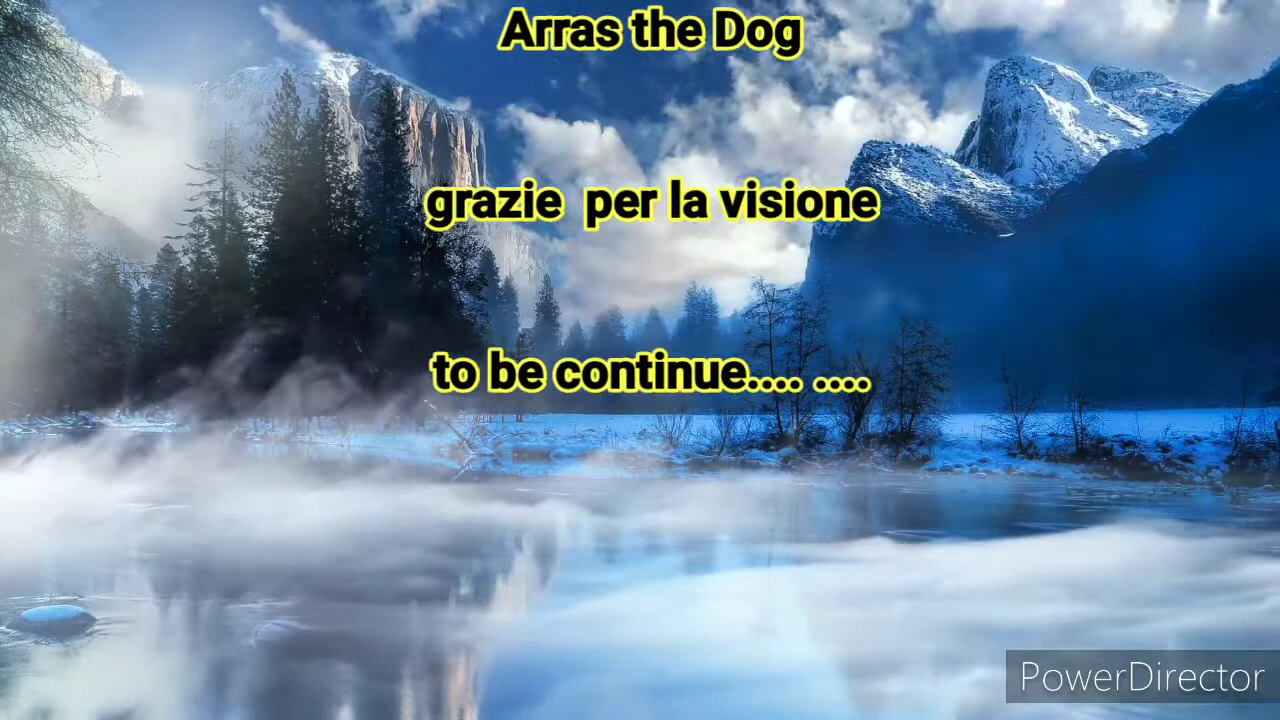 Arras the Dog
grazie per la visione
to be continue.... ....
PowerDirector